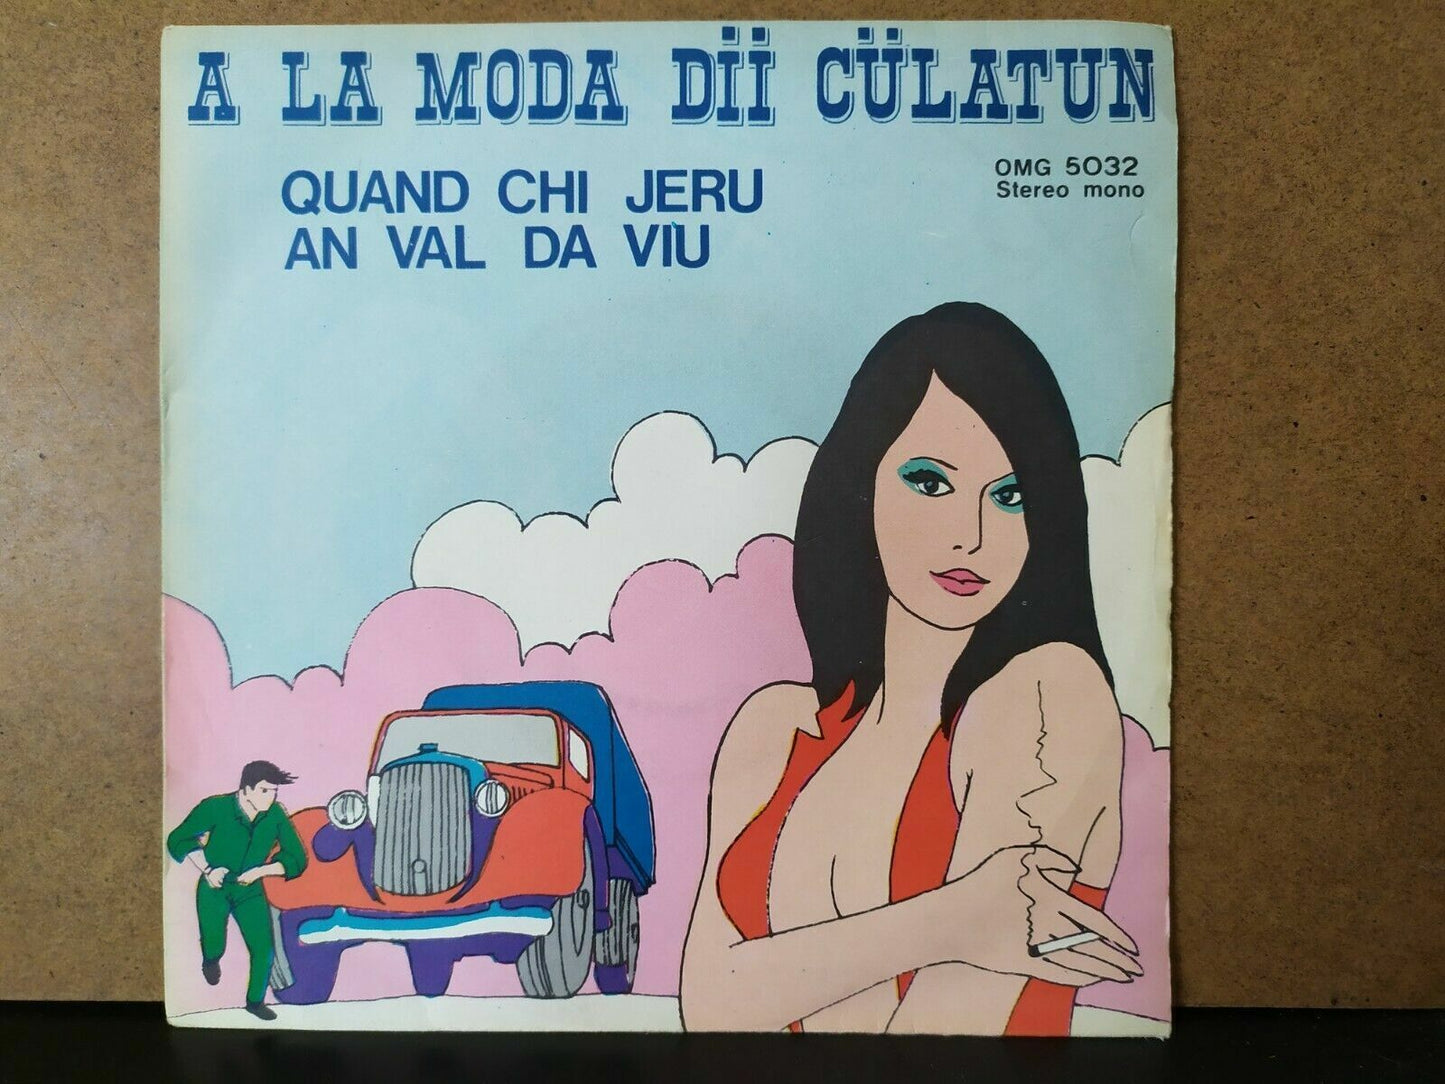 A LA MODA DÏÏ CÜLATUN
QUAND CHI JERU
AN VAL DA VIU
OMG 5032
Stereo mono